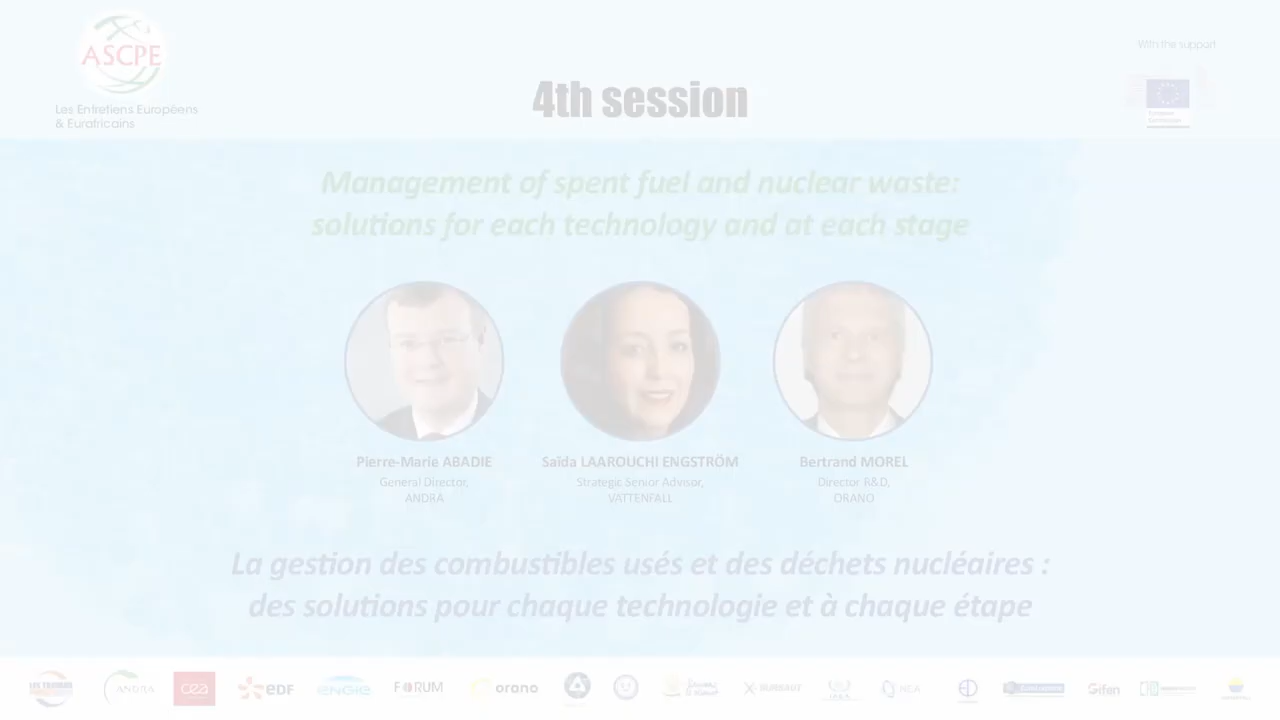 ASCPE
Les Entretiens Européens
& Eurafricains
With the support
European
Commission
4th session
Management of spent fuel and nuclear waste:
solutions for each technology and at each stage
Pierre-Marie ABADIE
General Director,
ANDRA
Saïda LAAROUCHI ENGSTRÖM
Strategic Senior Advisor,
VATTENFALL
Bertrand MOREL
Director R&D,
ORANO
La gestion des combustibles usés et des déchets nucléaires :
des solutions pour chaque technologie et à chaque étape
ANDRA
cea
EDF
ENGIE
FORUM
orano
NEA
Gifen